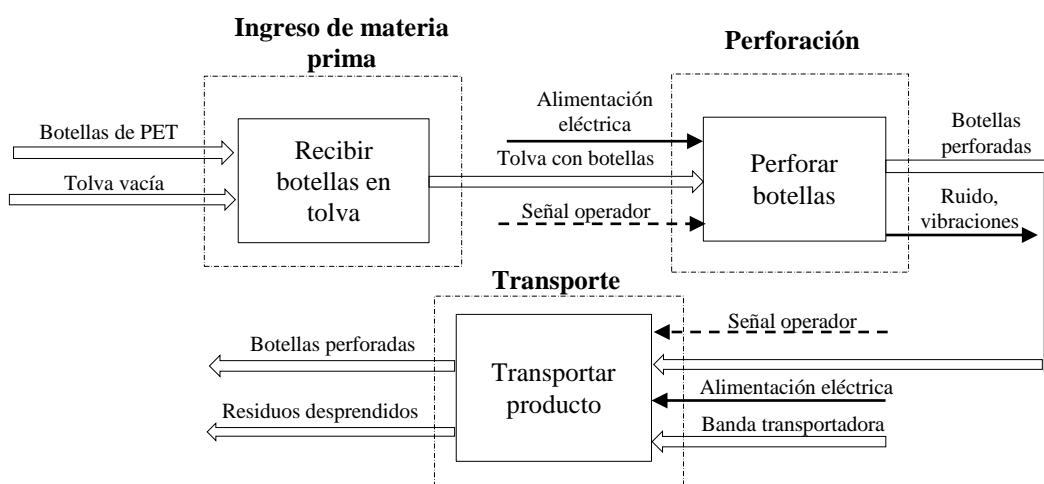 Ingreso de materia
prima
Perforación
Botellas de PET
Tolva vacía
Recibir
botellas en
tolva
Alimentación
eléctrica
Tolva con botellas
Señal operador
Perforar
botellas
Botellas
perforadas
Ruido,
vibraciones
Transporte
Botellas perforadas
Residuos desprendidos
Transportar
producto
Señal operador
Alimentación eléctrica
Banda transportadora